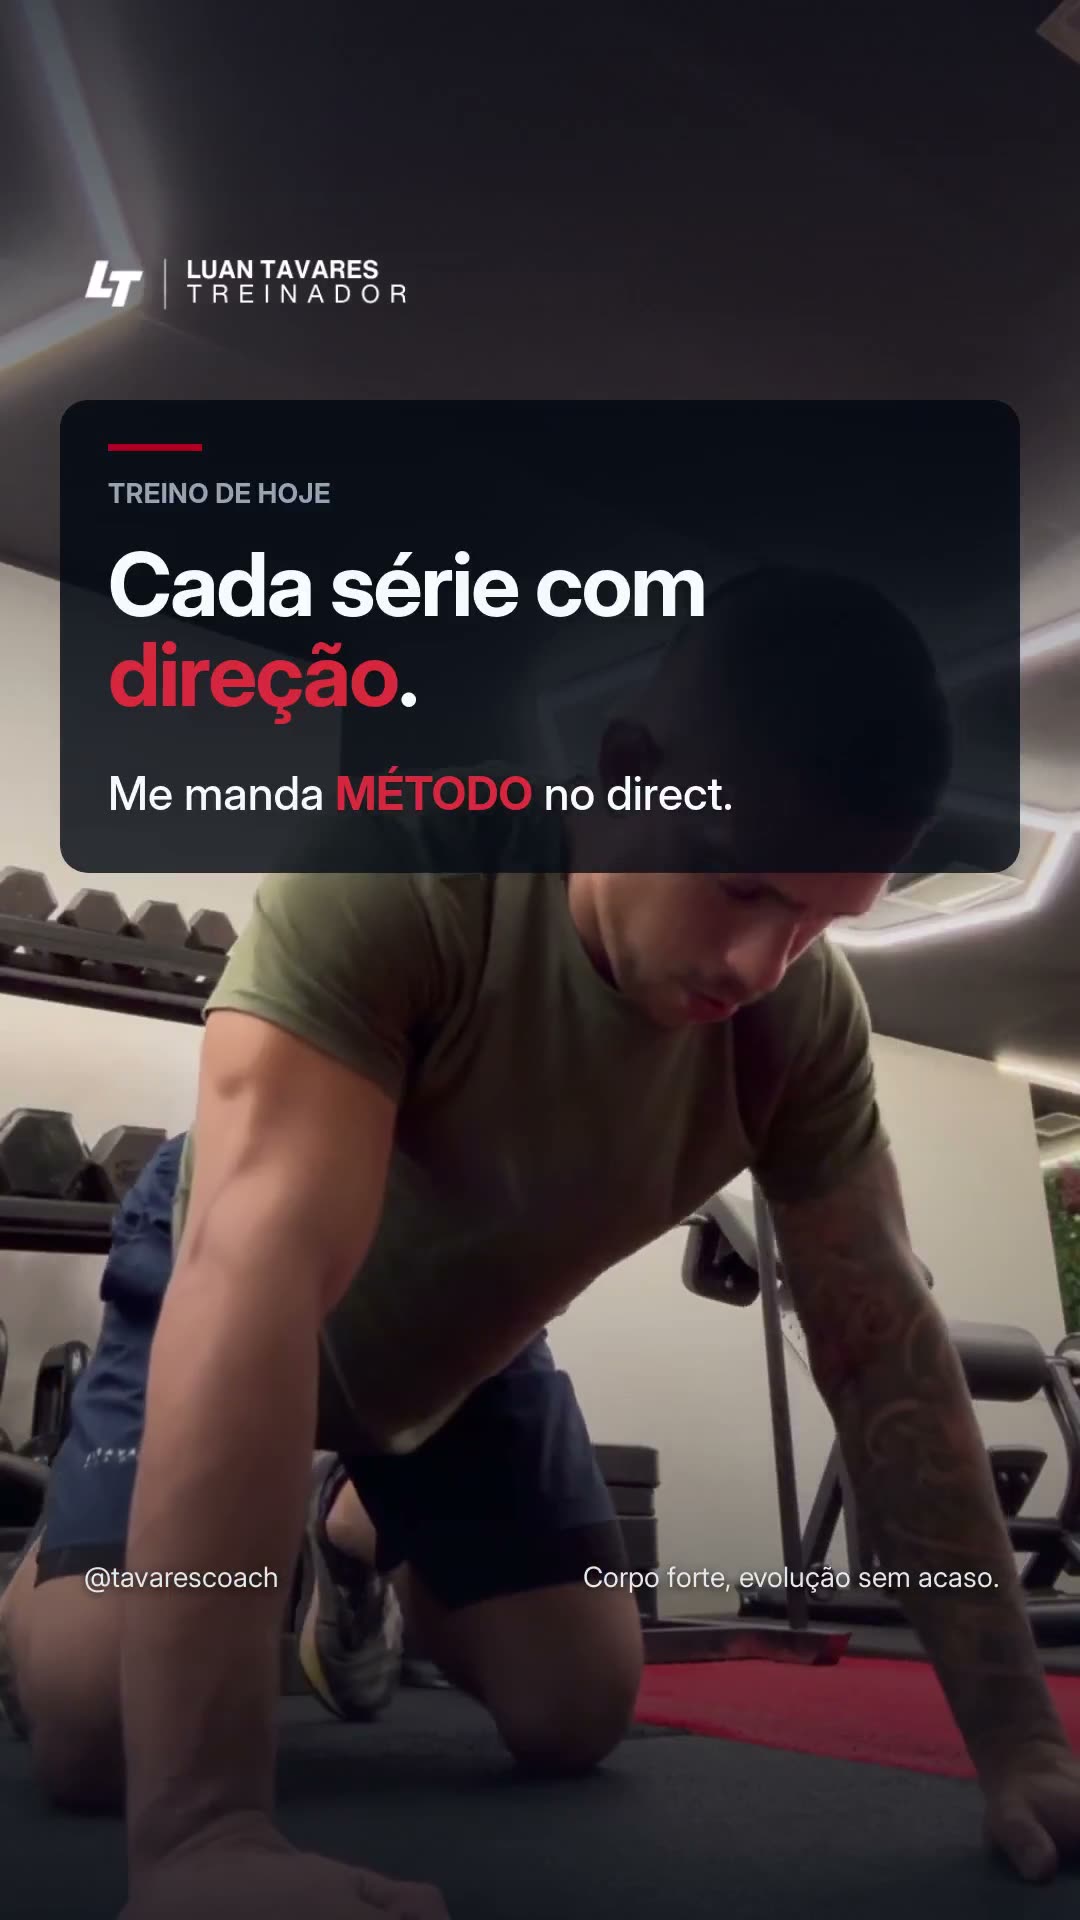 LT
LUAN TAVARES
TREINADOR
TREINO DE HOJE
Cada série com
direção.
Me manda MÉTODO no direct.
@tavarescoach
Corpo forte, evolução sem acaso.